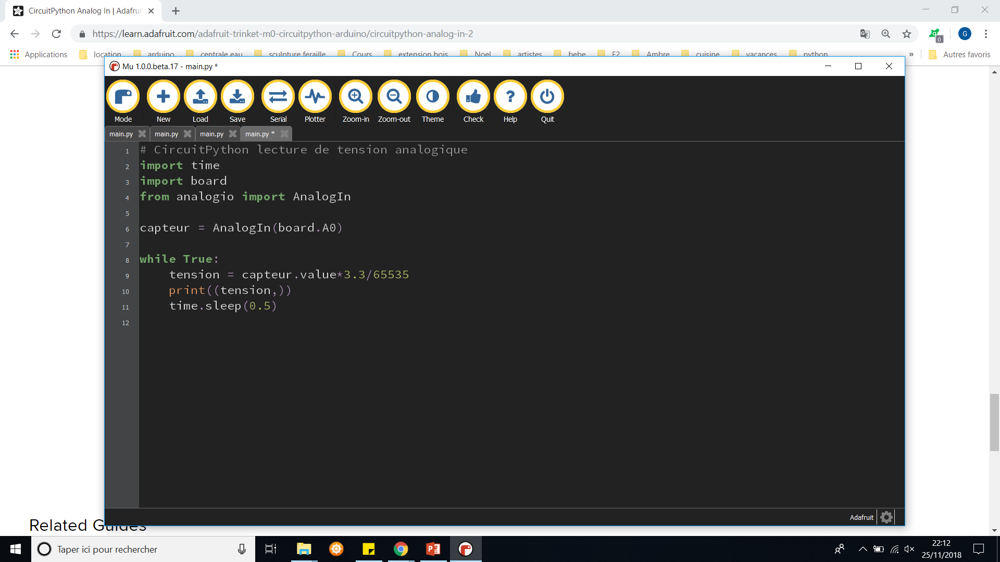 CircuitPython Analog In | Adafrui
https://learn.adafruit.com/adafruit-trinket-m0-circuitpython-arduino/circuitpython-analog-in-2
0
G
Applications location arduino centrale eau sculpture feraille Cours extension bois Noel artistes bebe F2 Ambre cuisine vacances python » Autres favoris
Mu 1.0.0.beta.17 - main.py *
Mode New Load Save Serial Plotter Zoom-in Zoom-out Theme Check Help Quit
main.py main.py main.py main.py *
1 # CircuitPython lecture de tension analogique
2 import time
3 import board
4 from analogio import AnalogIn
5
6 capteur = AnalogIn(board.A0)
7
8 while True:
9 tension = capteur.value*3.3/65535
10 print((tension,))
11 time.sleep(0.5)
12
Adafruit
Related Guides
Taper ici pour rechercher
22:12
25/11/2018